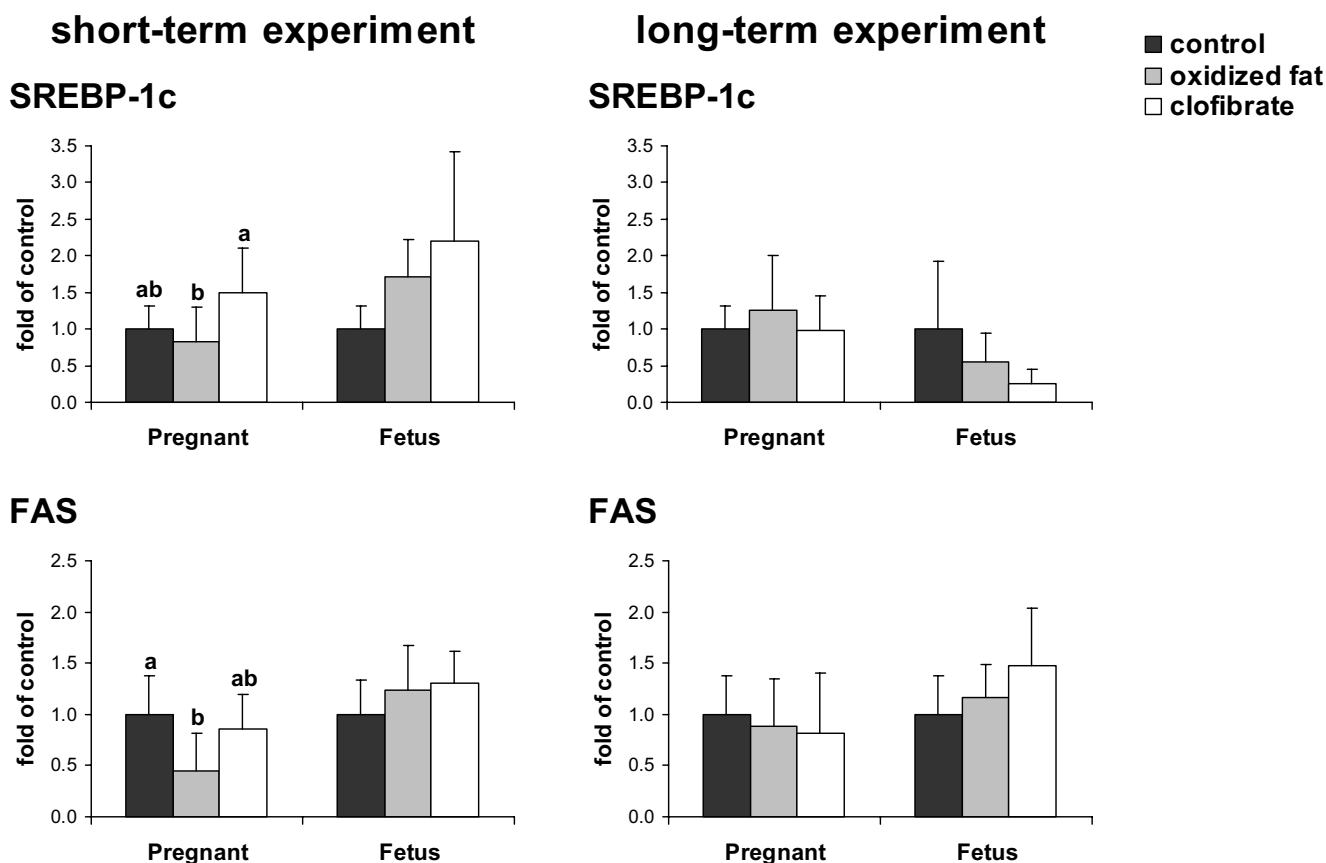 short-term experiment
long-term experiment
control
oxidized fat
clofibrate
SREBP-1c
fold of control
3.5
3.0
2.5
2.0
1.5
1.0
0.5
0.0
ab
b
a
Pregnant
Fetus
SREBP-1c
fold of control
3.5
3.0
2.5
2.0
1.5
1.0
0.5
0.0
Pregnant
Fetus
FAS
fold of control
2.5
2.0
1.5
1.0
0.5
0.0
a
b
ab
Pregnant
Fetus
FAS
fold of control
2.5
2.0
1.5
1.0
0.5
0.0
Pregnant
Fetus